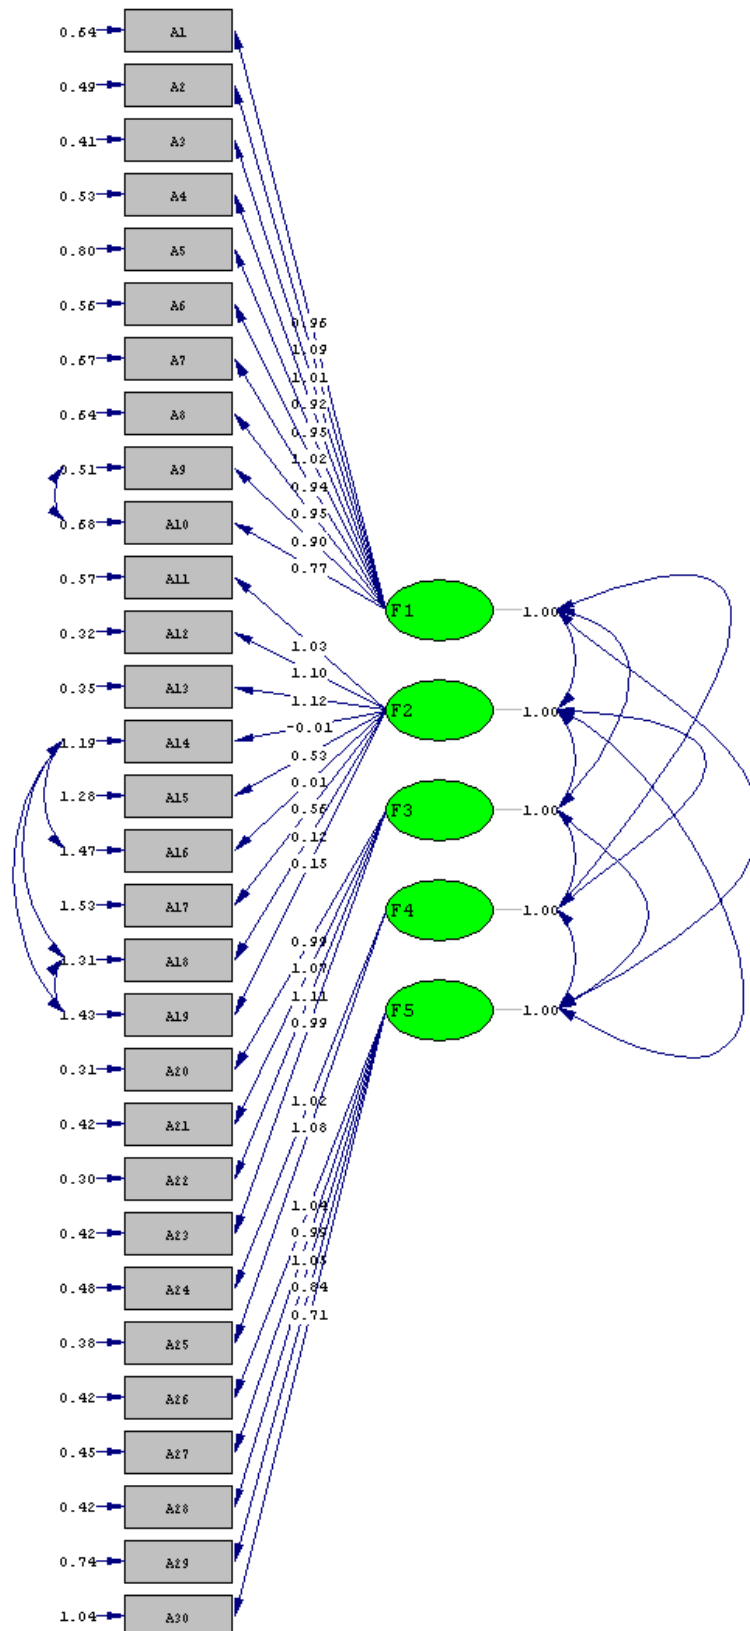 0.64 A1
0.49 A2
0.41 A3
0.53 A4
0.80 A5
0.56 A6
0.96
0.67 A7
1.09
1.01
0.64 A8
0.92
0.95
0.51 A9
1.02
0.94
0.68 A10
0.95
0.90
0.57 A11
0.77
F1 1.00
0.32 A12
1.03
1.10
0.35 A13
1.12
F2 1.00
1.19 A14
-0.01
0.53
1.28 A15
0.01
F3 1.00
0.56
0.12
1.47 A16
0.15
1.53 A17
F4 1.00
0.99
1.31 A18
1.07
1.11
F5 1.00
1.43 A19
0.99
0.31 A20
1.02
0.42 A21
1.08
0.30 A22
1.04
0.42 A23
0.99
1.05
0.48 A24
0.84
0.71
0.38 A25
0.42 A26
0.45 A27
0.42 A28
0.74 A29
1.04 A30